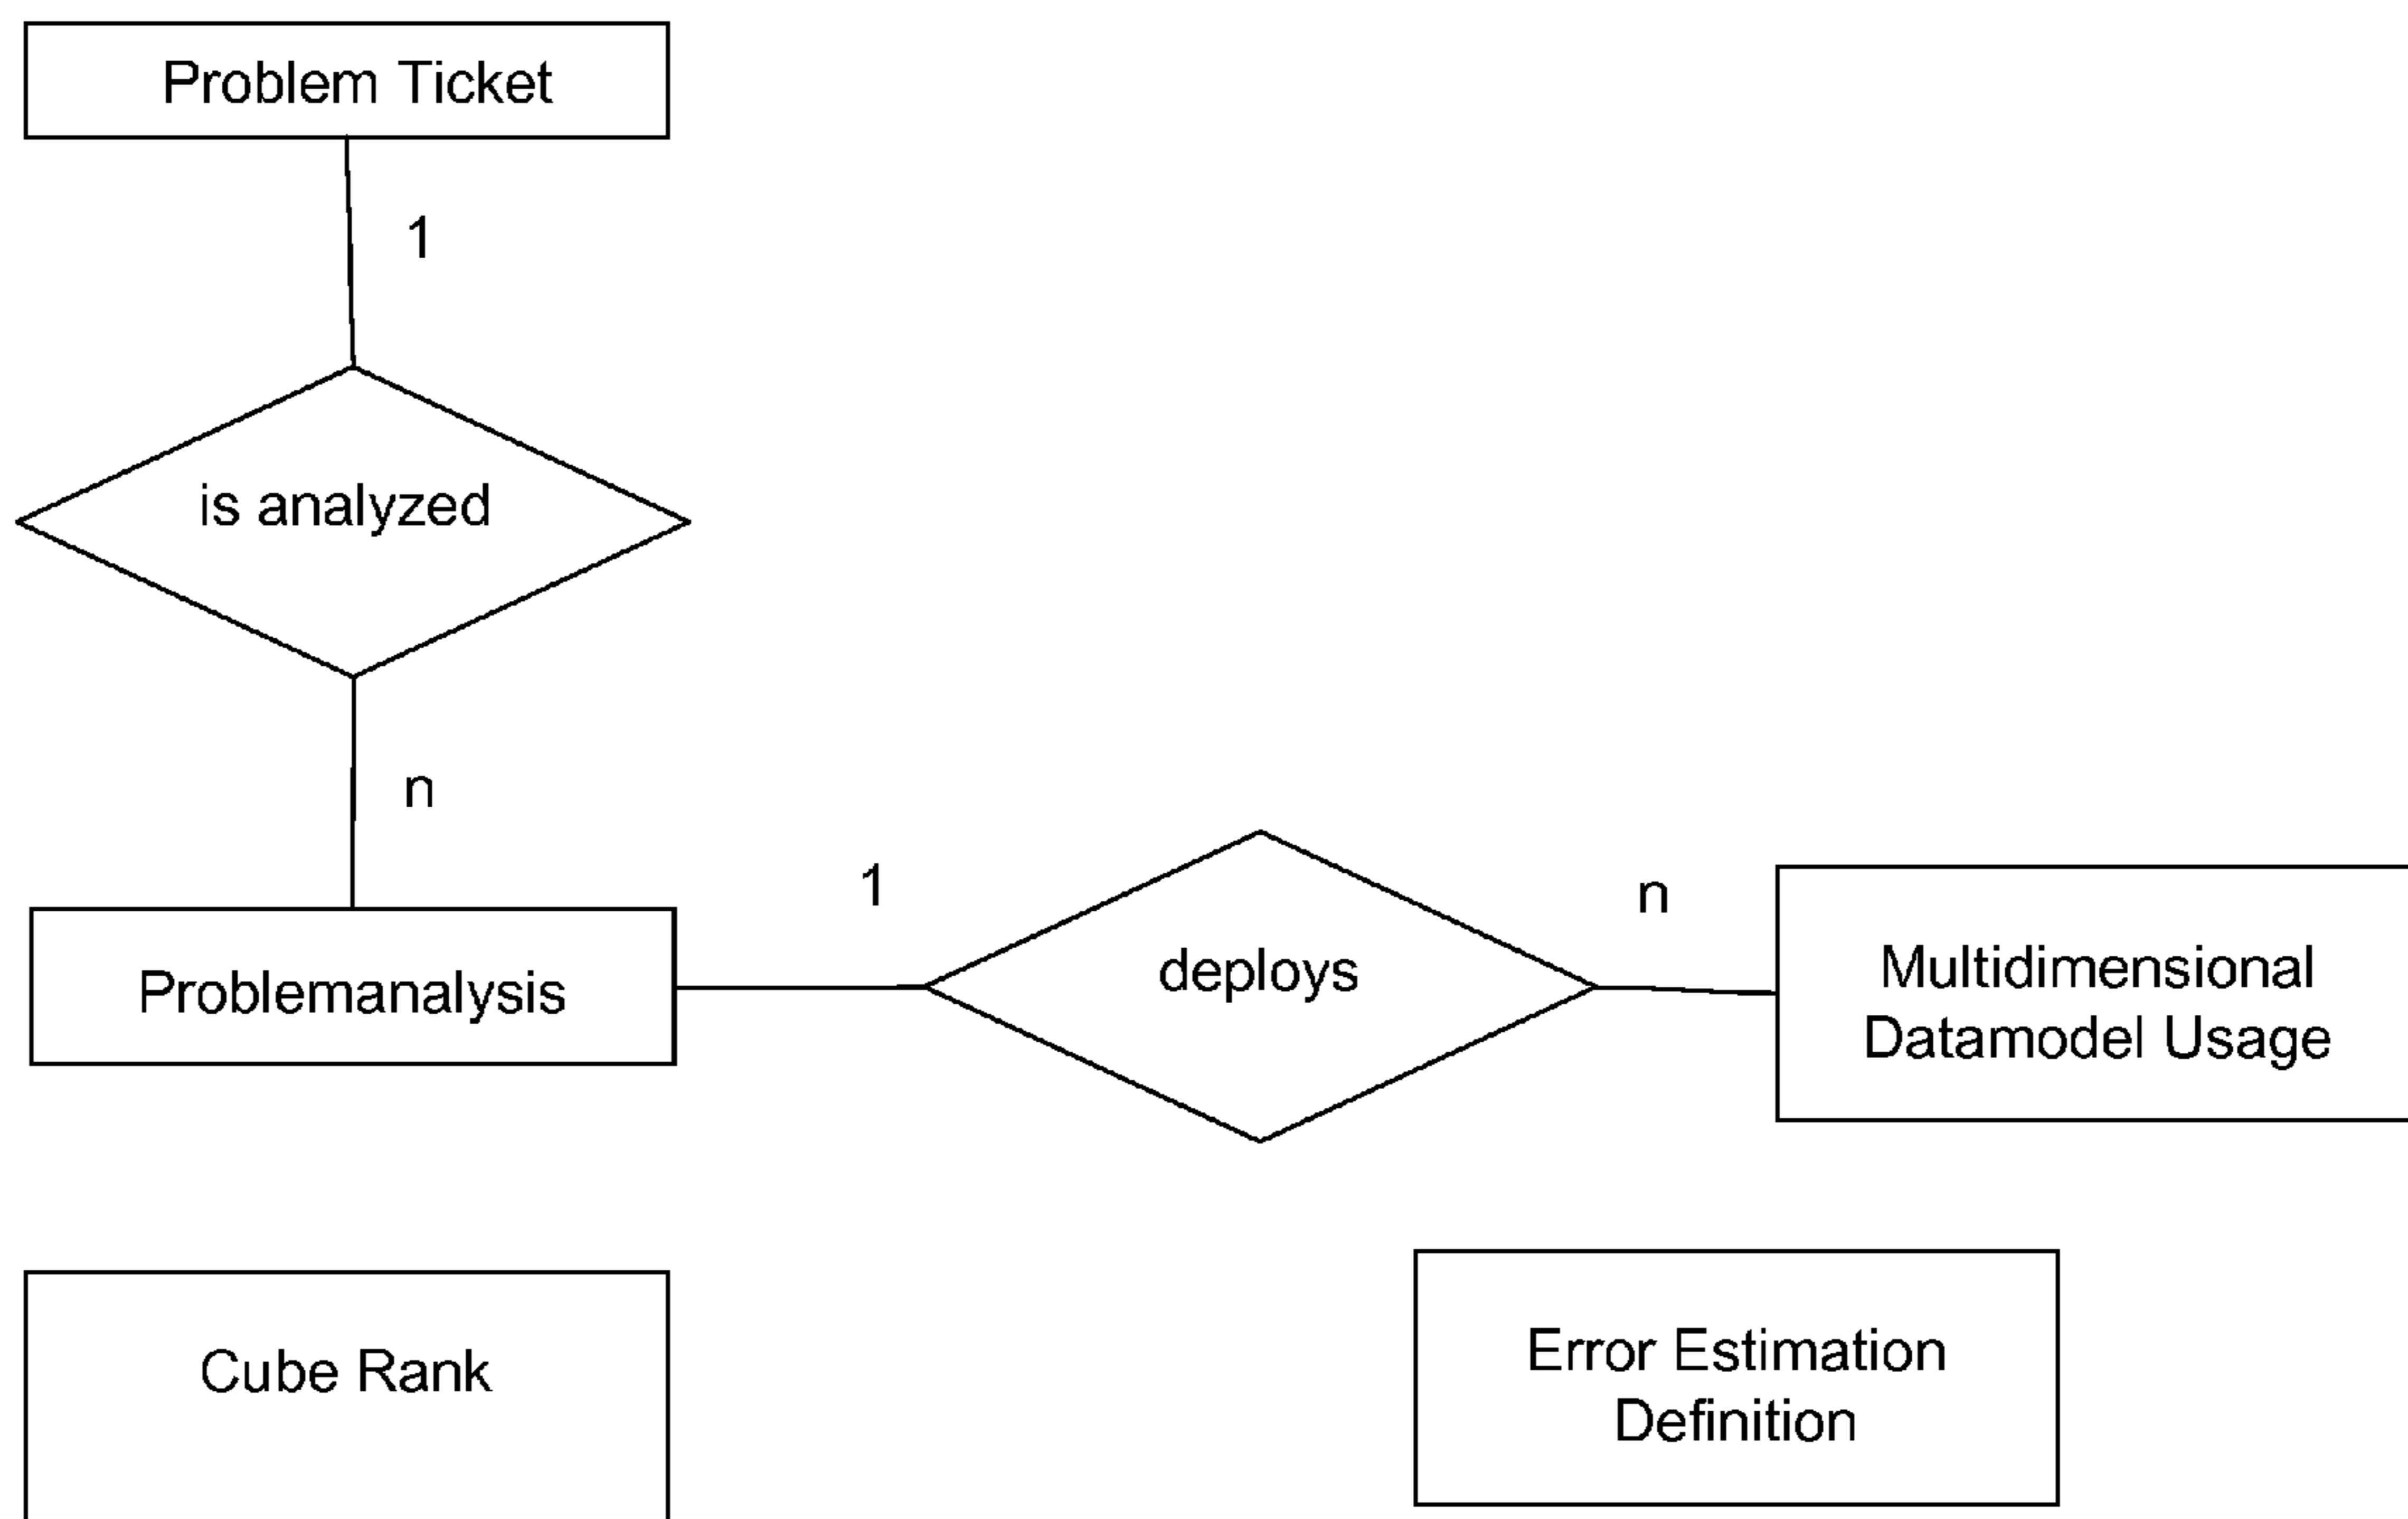 Problem Ticket
1
is analyzed
n
Problemanalysis
1
deploys
n
Multidimensional
Datamodel Usage
Cube Rank
Error Estimation
Definition